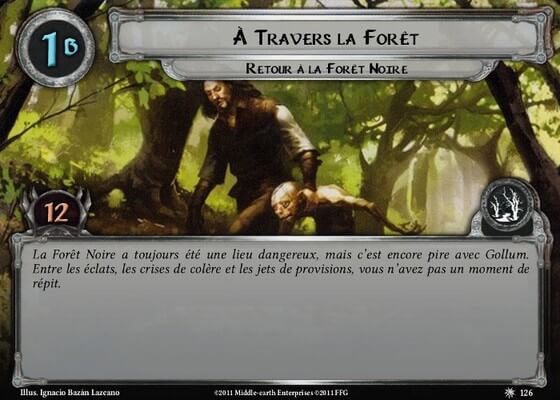 1B
À Travers la Forêt
Retour à la Forêt Noire
12
La Forêt Noire a toujours été une lieu dangereux, mais c'est encore pire avec Gollum.
Entre les éclats, les crises de colère et les jets de provisions, vous n'avez pas un moment de
répit.
Illus. Ignacio Bazán Lazcano ©2011 Middle-earth Enterprises ©2011 FFG 126